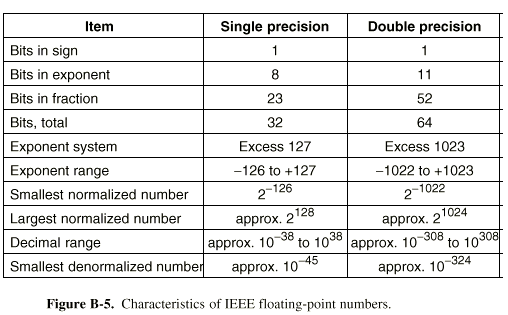 Item Single precision Double precision
Bits in sign 1 1
Bits in exponent 8 11
Bits in fraction 23 52
Bits, total 32 64
Exponent system Excess 127 Excess 1023
Exponent range −126 to +127 −1022 to +1023
Smallest normalized number 2^−126 2^−1022
Largest normalized number approx. 2^128 approx. 2^1024
Decimal range approx. 10^−38 to 10^38 approx. 10^−308 to 10^308
Smallest denormalized number approx. 10^−45 approx. 10^−324
Figure B-5. Characteristics of IEEE floating-point numbers.